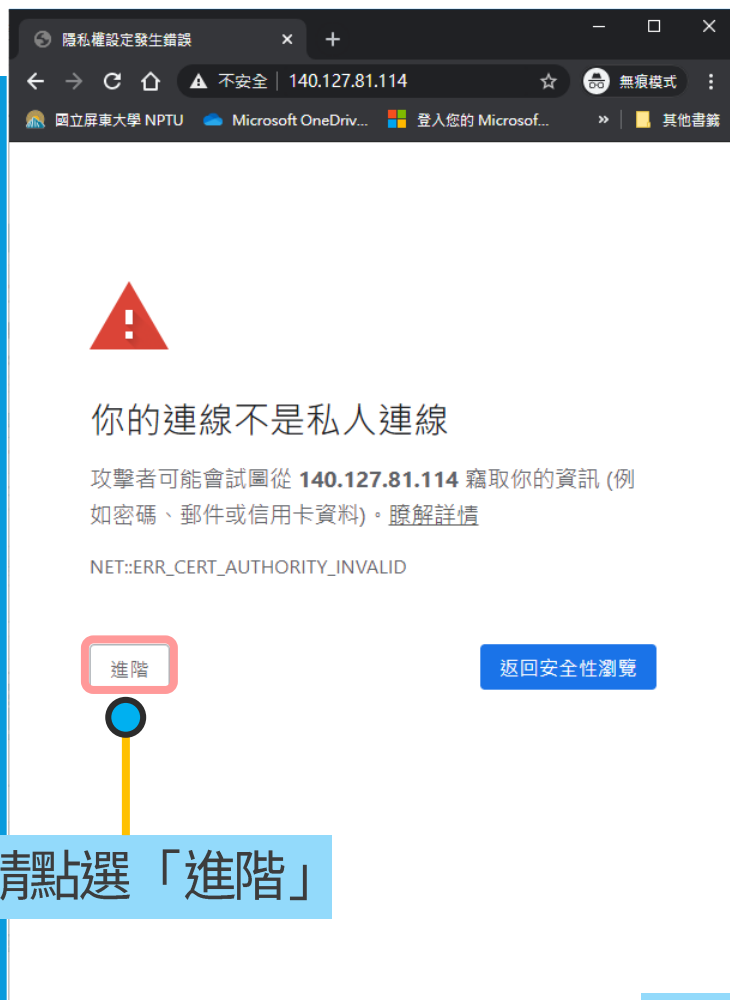 隱私權設定發生錯誤
不安全 | 140.127.81.114
無痕模式
國立屏東大學 NPTU
Microsoft OneDriv...
登入您的 Microsof...
»
其他書籤
你的連線不是私人連線
攻擊者可能會試圖從 140.127.81.114 竊取你的資訊 (例
如密碼、郵件或信用卡資料)。瞭解詳情
NET::ERR_CERT_AUTHORITY_INVALID
進階
返回安全性瀏覽
請點選「進階」